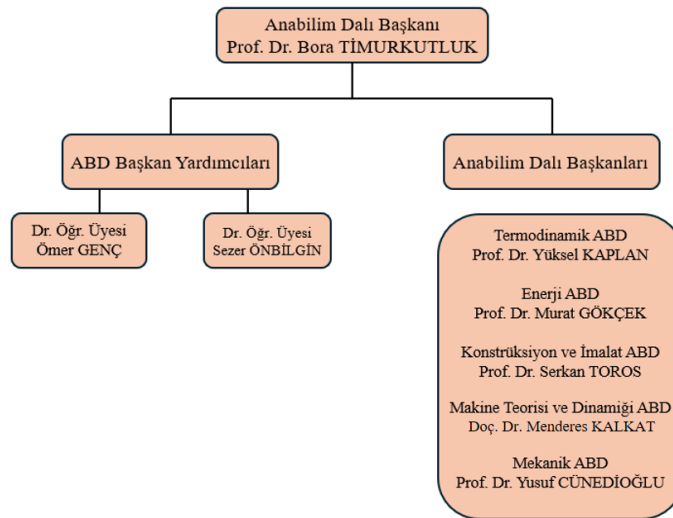 Anabilim Dalı Başkanı
Prof. Dr. Bora TİMURKUTLUK
ABD Başkan Yardımcıları
Anabilim Dalı Başkanları
Dr. Öğr. Üyesi
Ömer GENÇ
Dr. Öğr. Üyesi
Sezer ÖNBİLGİN
Termodinamik ABD
Prof. Dr. Yüksel KAPLAN
Enerji ABD
Prof. Dr. Murat GÖKÇEK
Konstrüksiyon ve İmalat ABD
Prof. Dr. Serkan TOROS
Makine Teorisi ve Dinamiği ABD
Doç. Dr. Menderes KALKAT
Mekanik ABD
Prof. Dr. Yusuf CÜNEDİOĞLU